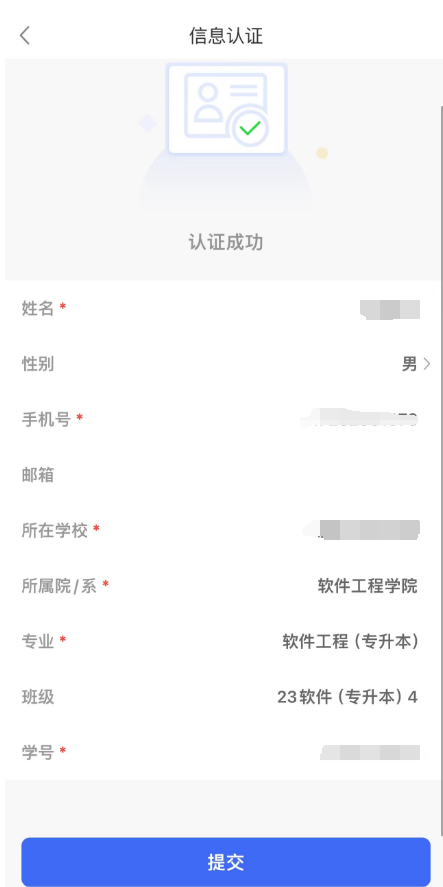 信息认证
认证成功
姓名 *
性别 男
手机号 *
邮箱
所在学校 *
所属院/系 * 软件工程学院
专业 * 软件工程（专升本）
班级 23软件（专升本）4
学号 *
提交